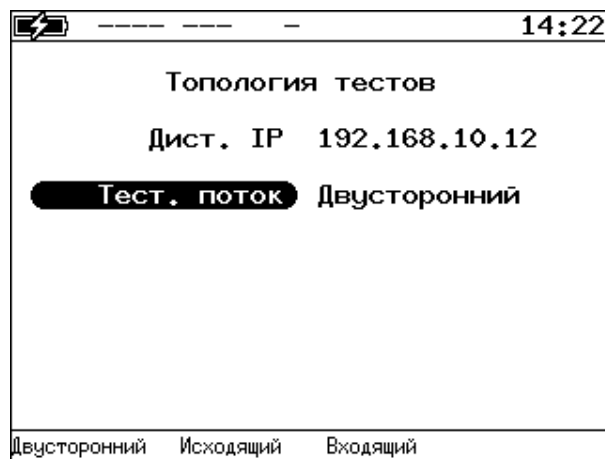 ---- --- - 14:22
Топология тестов
Дист. IP 192.168.10.12
Тест. поток Двусторонний
Двусторонний Исходящий Входящий